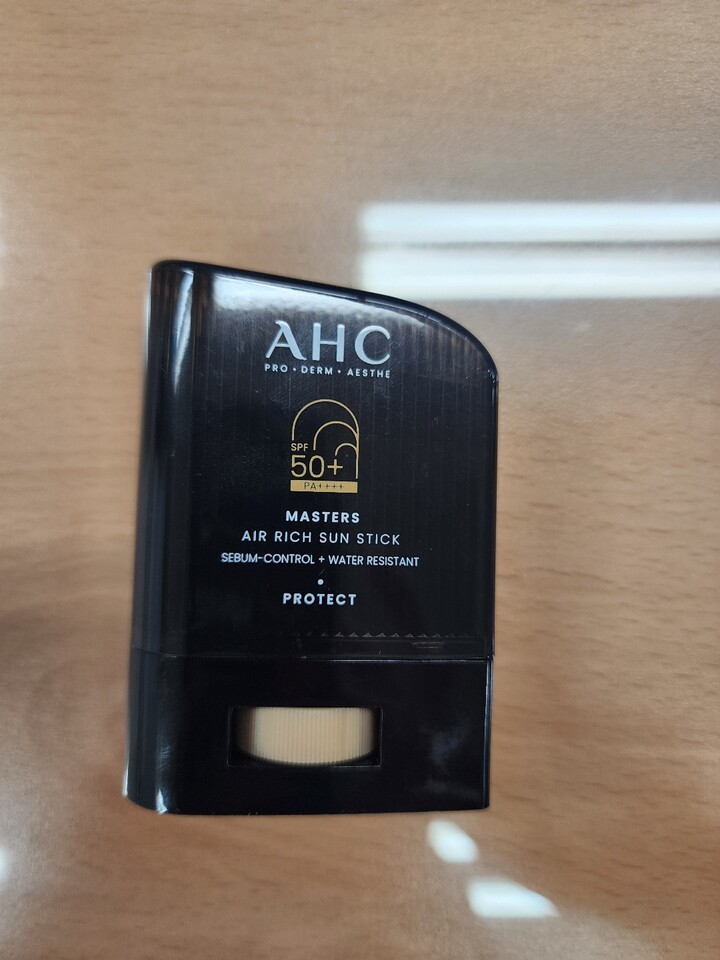 AHC
PRO • DERM • AESTHE
SPF
50+
PA++++
MASTERS
AIR RICH SUN STICK
SEBUM-CONTROL + WATER RESISTANT
•
PROTECT